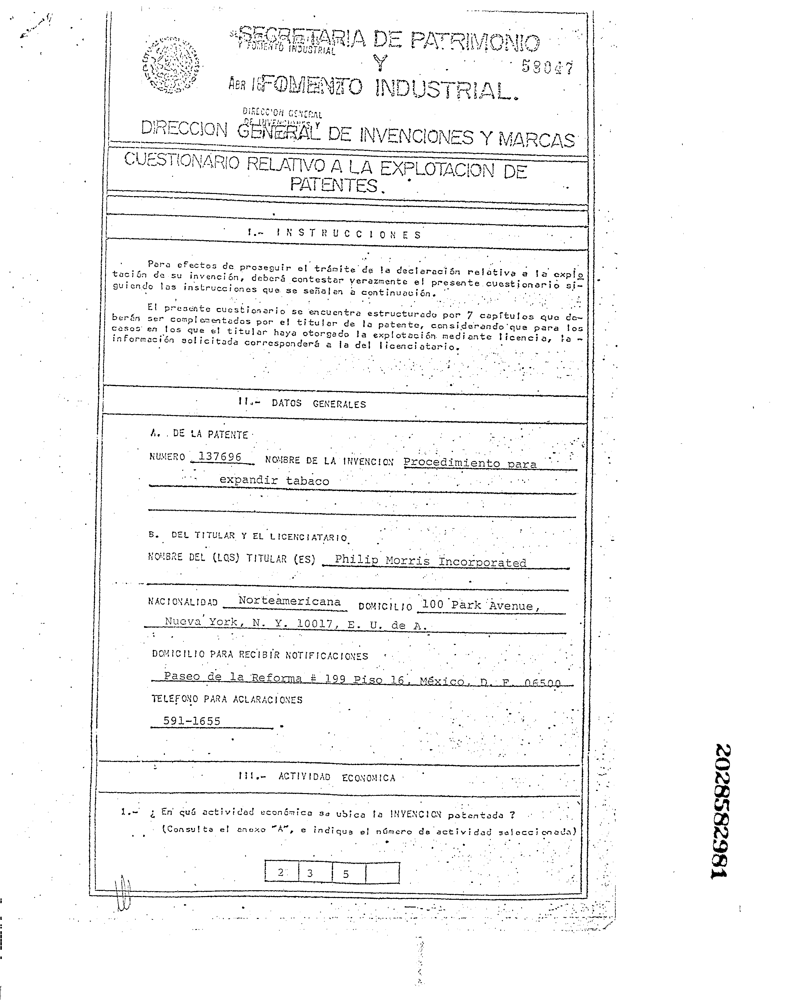 SECRETARIA DE PATRIMONIO
Y FOMENTO INDUSTRIAL
Y
58047
ABR
FOMENTO INDUSTRIAL.
DIRECCION GENERAL
DE INVENCIONES Y
DIRECCION GENERAL DE INVENCIONES Y MARCAS
CUESTIONARIO RELATIVO A LA EXPLOTACION DE
PATENTES.
I.- INSTRUCCIONES
Para efectos de proseguir el trámite de la declaración relativa a la explo
tación de su invención, deberá contestar verazmente el presente cuestionario si-
guiendo las instrucciones que se señalan a continuación.
El presente cuestionario se encuentra estructurado por 7 capítulos que de-
berán ser complementados por el titular de la patente, considerando que para los
casos en los que el titular haya otorgado la explotación mediante licencia, la -
información solicitada corresponderá a la del licenciatario.
II.- DATOS GENERALES
A. DE LA PATENTE
NUMERO 137696 NOMBRE DE LA INVENCION Procedimiento para
expandir tabaco
B. DEL TITULAR Y EL LICENCIATARIO
NOMBRE DEL (LOS) TITULAR (ES) Philip Morris Incorporated
NACIONALIDAD Norteamericana DOMICILIO 100 Park Avenue,
Nueva York, N. Y. 10017, E. U. de A.
DOMICILIO PARA RECIBIR NOTIFICACIONES
Paseo de la Reforma # 199 Piso 16, México, D. F. 06500
TELEFONO PARA ACLARACIONES
591-1655
III.- ACTIVIDAD ECONOMICA
1.- ¿ En qué actividad económica se ubica la INVENCION patentada ?
(Consulte el anexo "A", e indique el número de actividad seleccionada)
2 3 5
2028582981